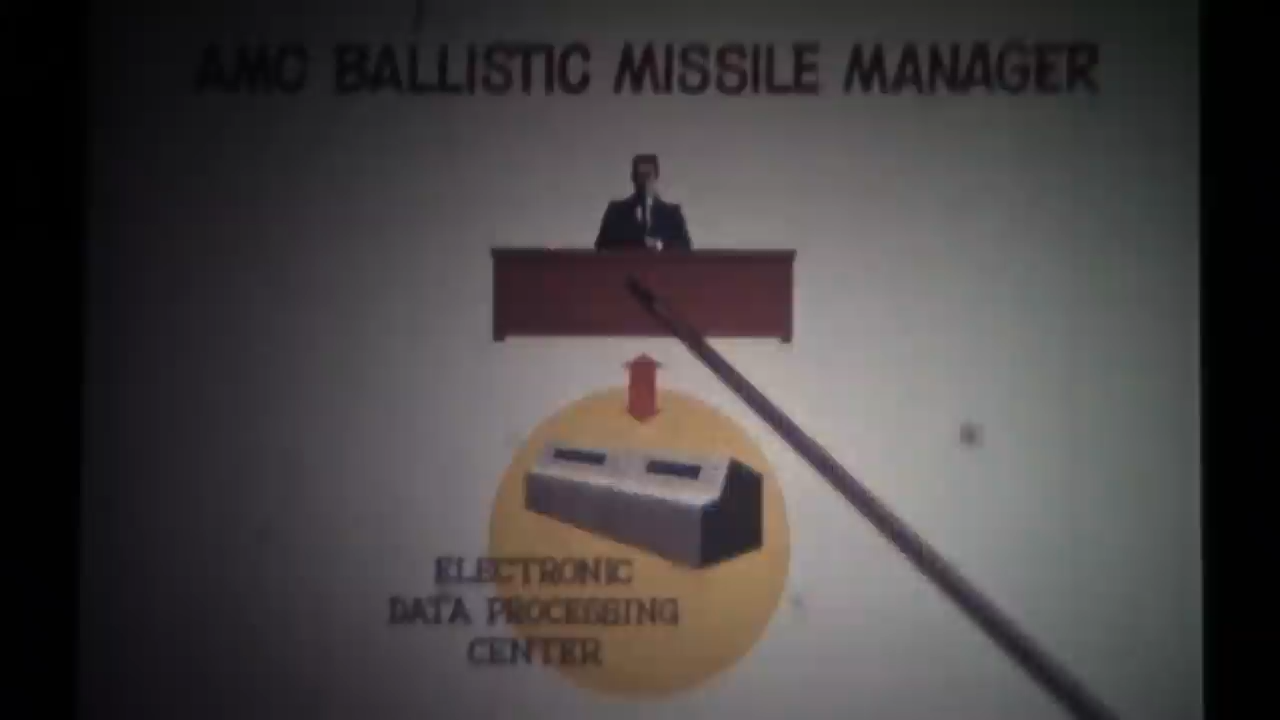 AMC BALLISTIC MISSILE MANAGER
ELECTRONIC
DATA PROCESSING
CENTER